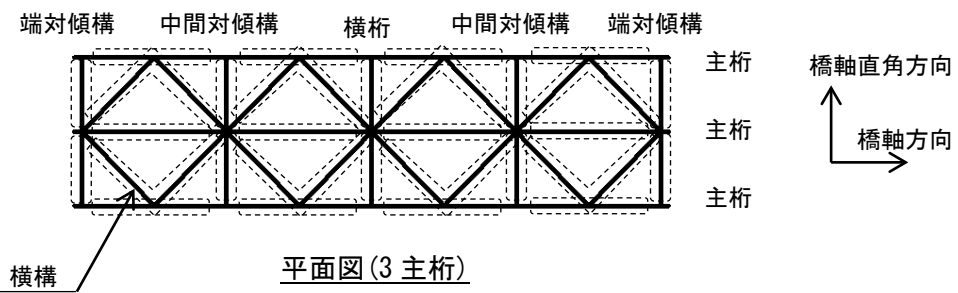 端対傾構 中間対傾構 横桁 中間対傾構 端対傾構
主桁
主桁
主桁
橋軸直角方向
橋軸方向
横構
平面図(3 主桁)